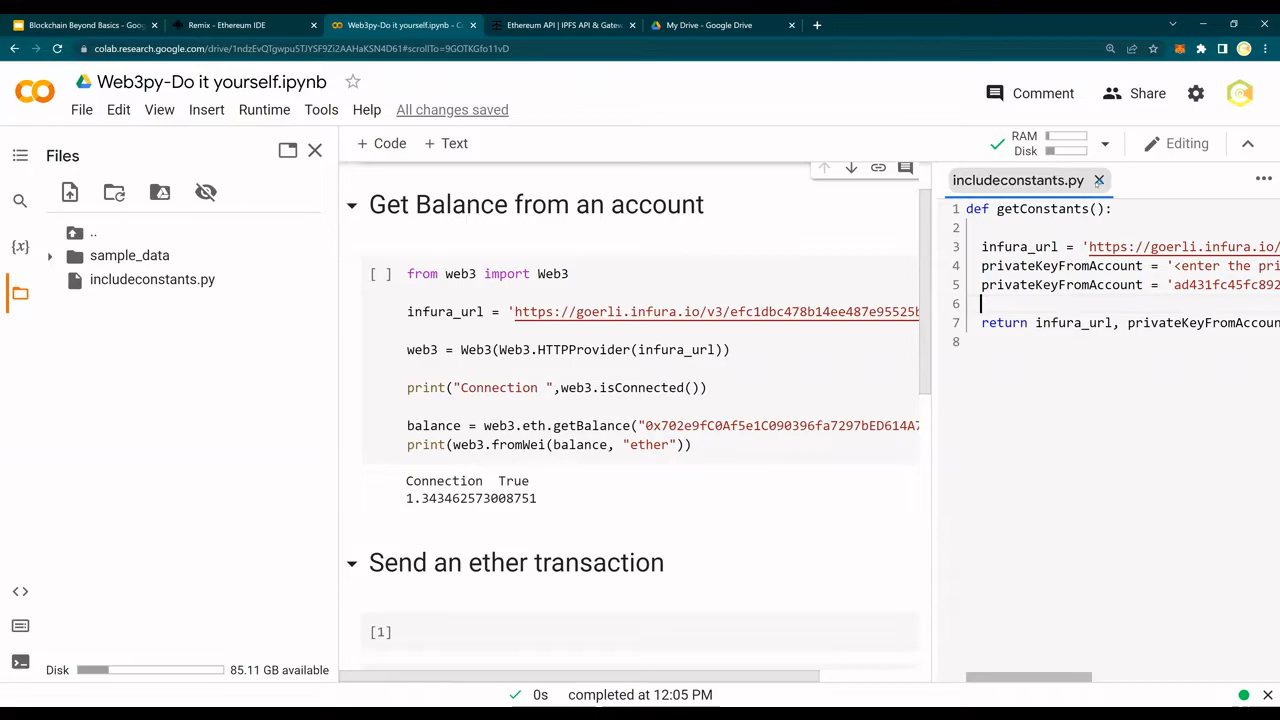 Blockchain Beyond Basics - Goog
Remix - Ethereum IDE
Web3py-Do it yourself.ipynb - C
Ethereum API | IPFS API & Gatew
My Drive - Google Drive
colab.research.google.com/drive/1ndzEvQTgwpu5TJYSF9Zi2AAHaKSN4D61#scrollTo=9GOTKGfo11vD
Web3py-Do it yourself.ipynb
File Edit View Insert Runtime Tools Help All changes saved
Comment
Share
Files
+ Code + Text
RAM
Disk
Editing
..
sample_data
includeconstants.py
Get Balance from an account
[ ]
from web3 import Web3
infura_url = 'https://goerli.infura.io/v3/efc1dbc478b14ee487e95525b
web3 = Web3(Web3.HTTPProvider(infura_url))
print("Connection ",web3.isConnected())
balance = web3.eth.getBalance("0x702e9fC0Af5e1C090396fa7297bED614A7
print(web3.fromWei(balance, "ether"))
Connection  True
1.343462573008751
Send an ether transaction
[1]
includeconstants.py
1 def getConstants():
2
3 infura_url = 'https://goerli.infura.io/
4 privateKeyFromAccount = '<enter the pri
5 privateKeyFromAccount = 'ad431fc45fc892
6
7 return infura_url, privateKeyFromAccoun
8
Disk
85.11 GB available
0s completed at 12:05 PM